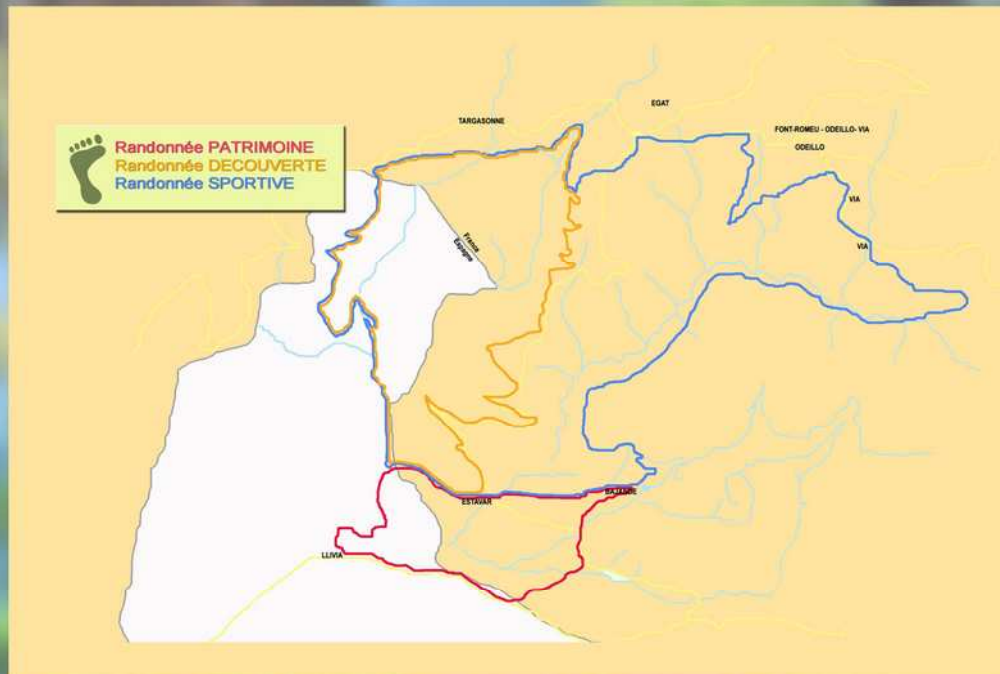 EGAT
TARGASONNE
FONT-ROMEU - ODEILLO- VIA
ODEILLO
Randonnée PATRIMOINE
Randonnée DECOUVERTE
Randonnée SPORTIVE
VIA
France
Espagne
VIA
BAJANDE
ESTAVAR
LLIVIA